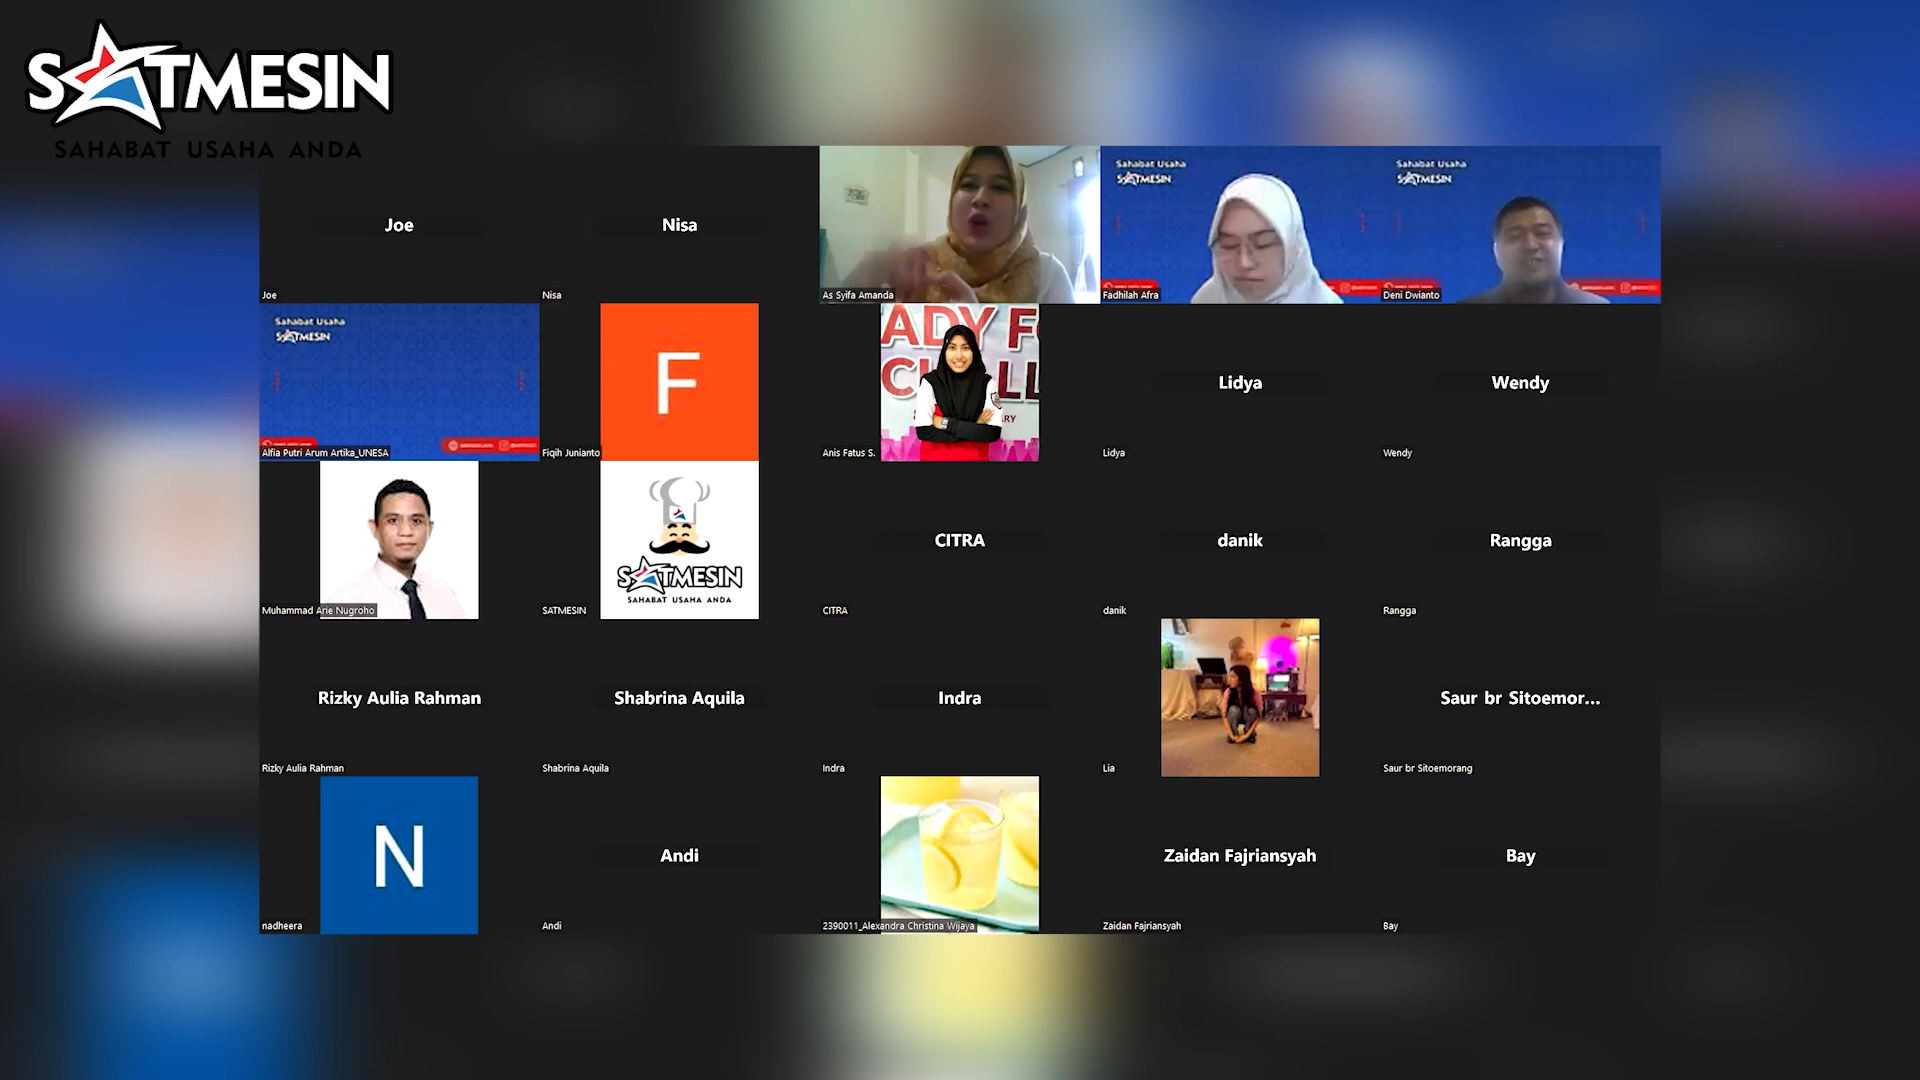 SATMESIN
SAHABAT USAHA ANDA
Joe
Joe
Nisa
Nisa
As Syifa Amanda
Sahabat Usaha
SATMESIN
Fadhilah Afra
Sahabat Usaha
SATMESIN
Deni Dwianto
Sahabat Usaha
SATMESIN
Alfia Putri Arum Artika_UNESA
F
Fiqih Junianto
ADY F
Anis Fatus S.
Lidya
Lidya
Wendy
Wendy
Muhammad Arie Nugroho
SATMESIN
SAHABAT USAHA ANDA
SATMESIN
CITRA
CITRA
danik
danik
Rangga
Rangga
Rizky Aulia Rahman
Rizky Aulia Rahman
Shabrina Aquila
Shabrina Aquila
Indra
Indra
Lia
Saur br Sitoemor...
Saur br Sitoemorang
N
nadheera
Andi
Andi
2390011_Alexandra Christina Wijaya
Zaidan Fajriansyah
Zaidan Fajriansyah
Bay
Bay